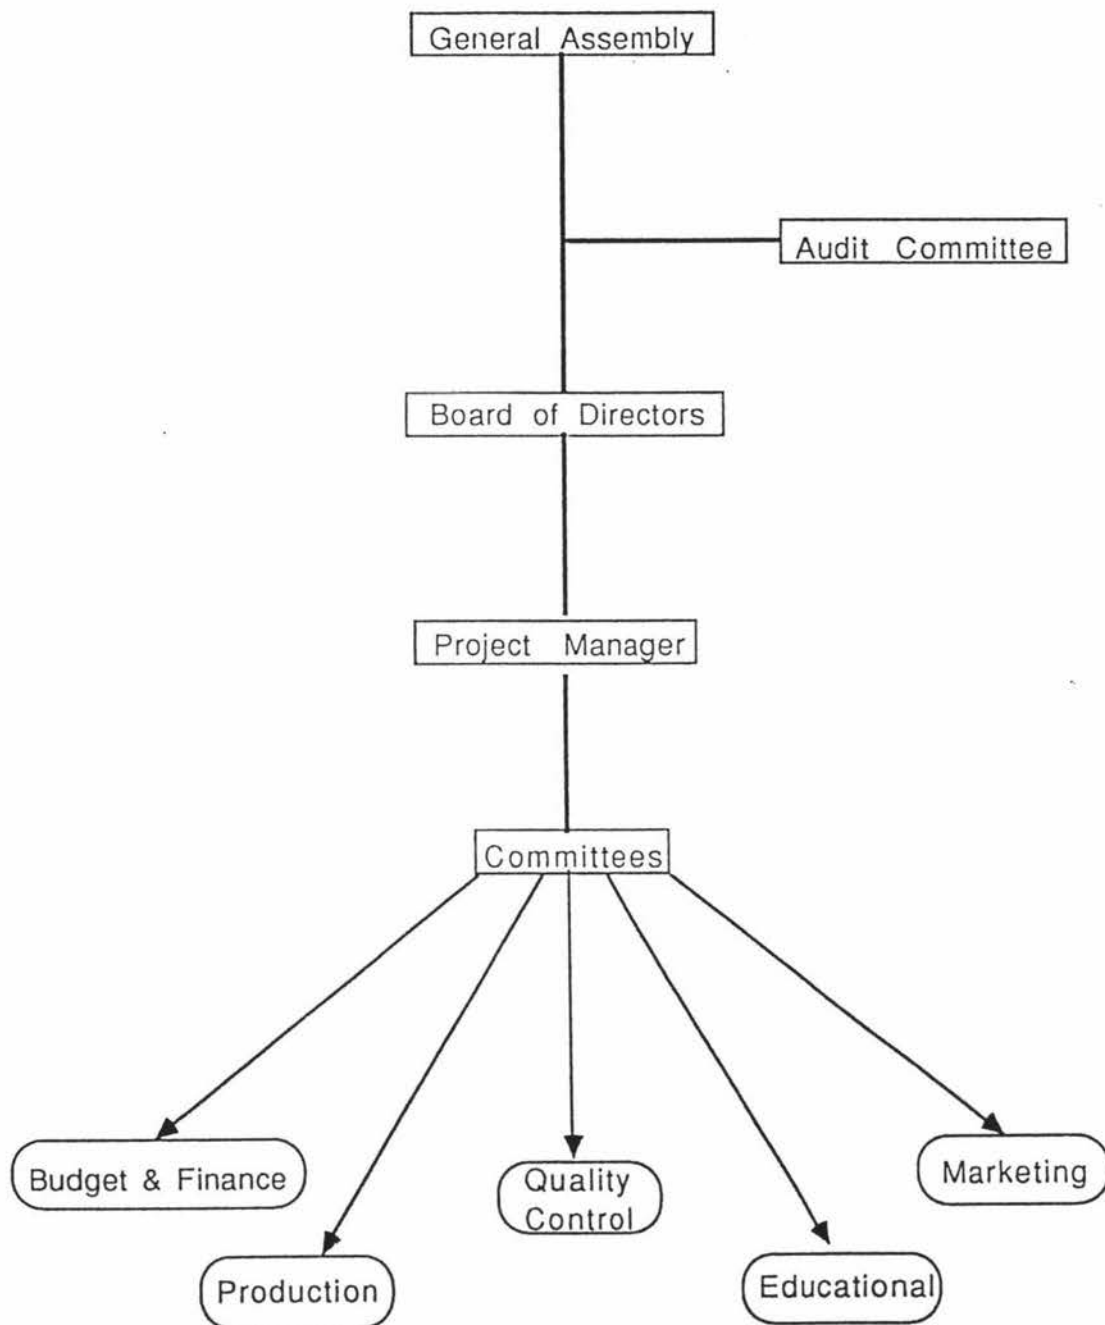 General Assembly
Audit Committee
Board of Directors
Project Manager
Committees
Budget & Finance
Quality
Control
Marketing
Production
Educational